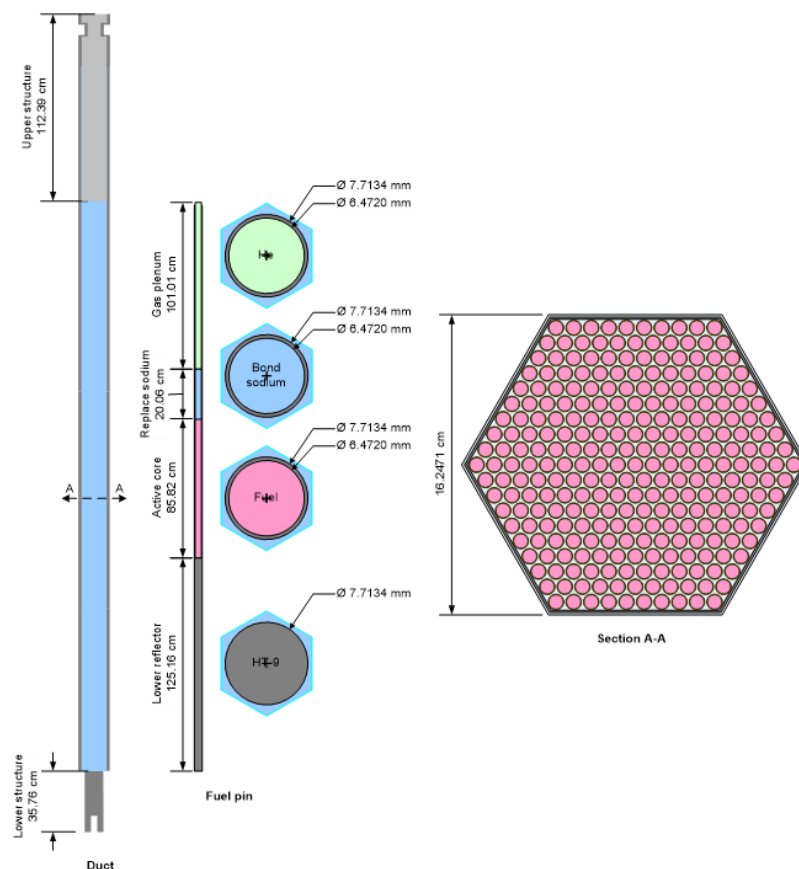 Upper structure
112.39 cm
Gas plenum
101.01 cm
Replace sodium
20.06 cm
Active core
85.82 cm
Lower reflector
125.16 cm
Lower structure
35.76 cm
A
A
Duct
Fuel pin
Ø 7.7134 mm
Ø 6.4720 mm
He
Ø 7.7134 mm
Ø 6.4720 mm
Bond
sodium
Ø 7.7134 mm
Ø 6.4720 mm
Fuel
Ø 7.7134 mm
HT-9
16.2471 cm
Section A-A